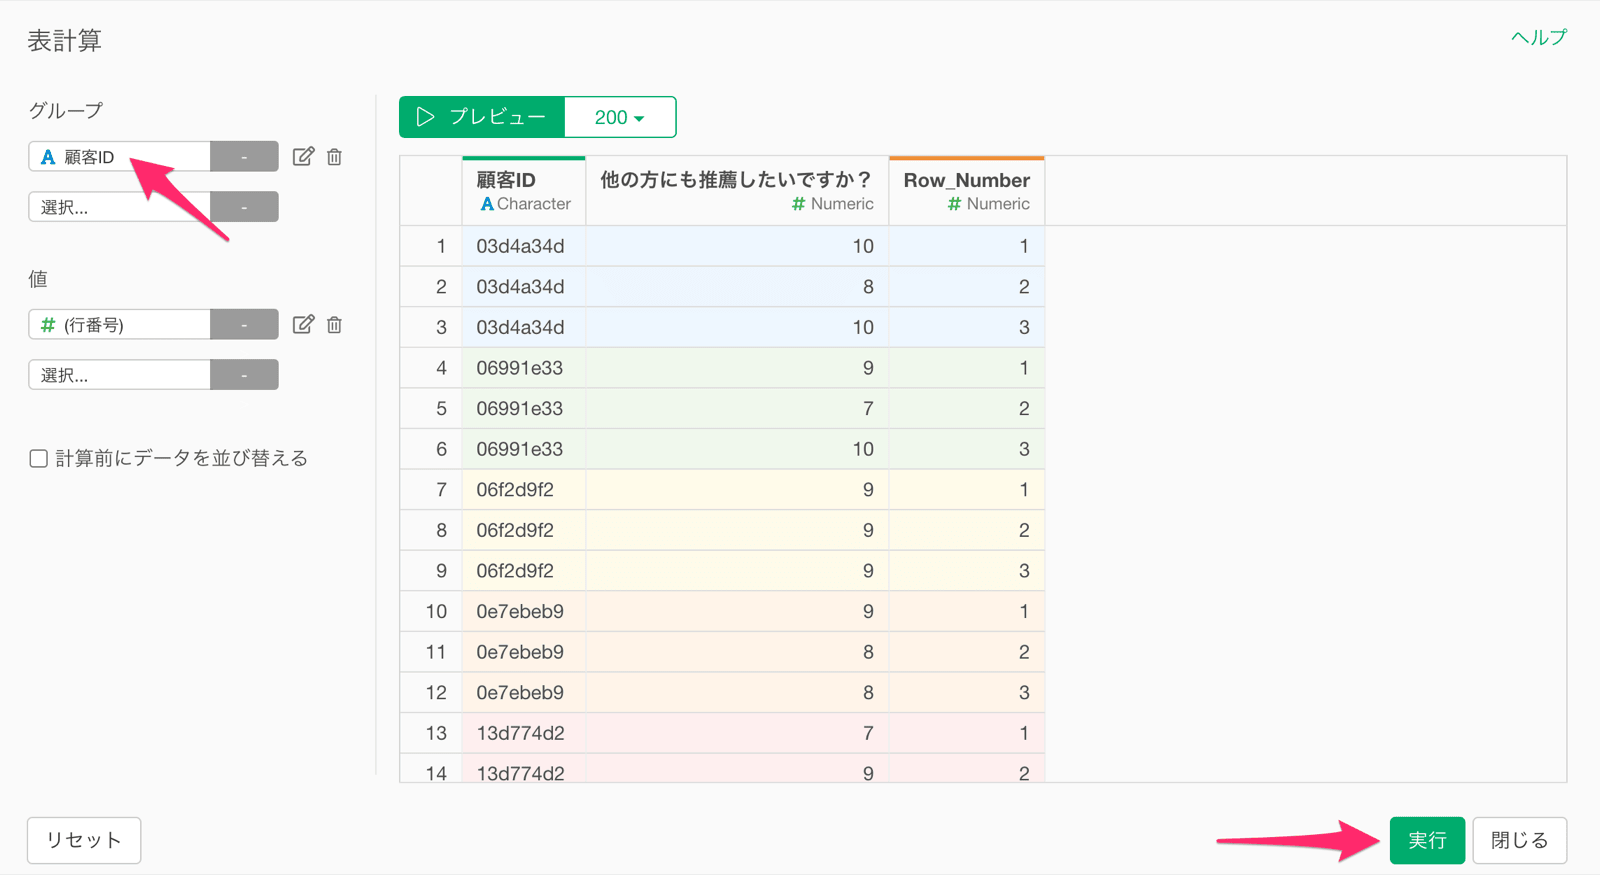 表計算
ヘルプ
グループ
A 顧客ID -
選択... -
値
# (行番号) -
選択... -
計算前にデータを並び替える
プレビュー 200
顧客ID 他の方にも推薦したいですか？ Row_Number
A Character # Numeric # Numeric
1 03d4a34d 10 1
2 03d4a34d 8 2
3 03d4a34d 10 3
4 06991e33 9 1
5 06991e33 7 2
6 06991e33 10 3
7 06f2d9f2 9 1
8 06f2d9f2 9 2
9 06f2d9f2 9 3
10 0e7ebeb9 9 1
11 0e7ebeb9 8 2
12 0e7ebeb9 8 3
13 13d774d2 7 1
14 13d774d2 9 2
リセット
実行 閉じる